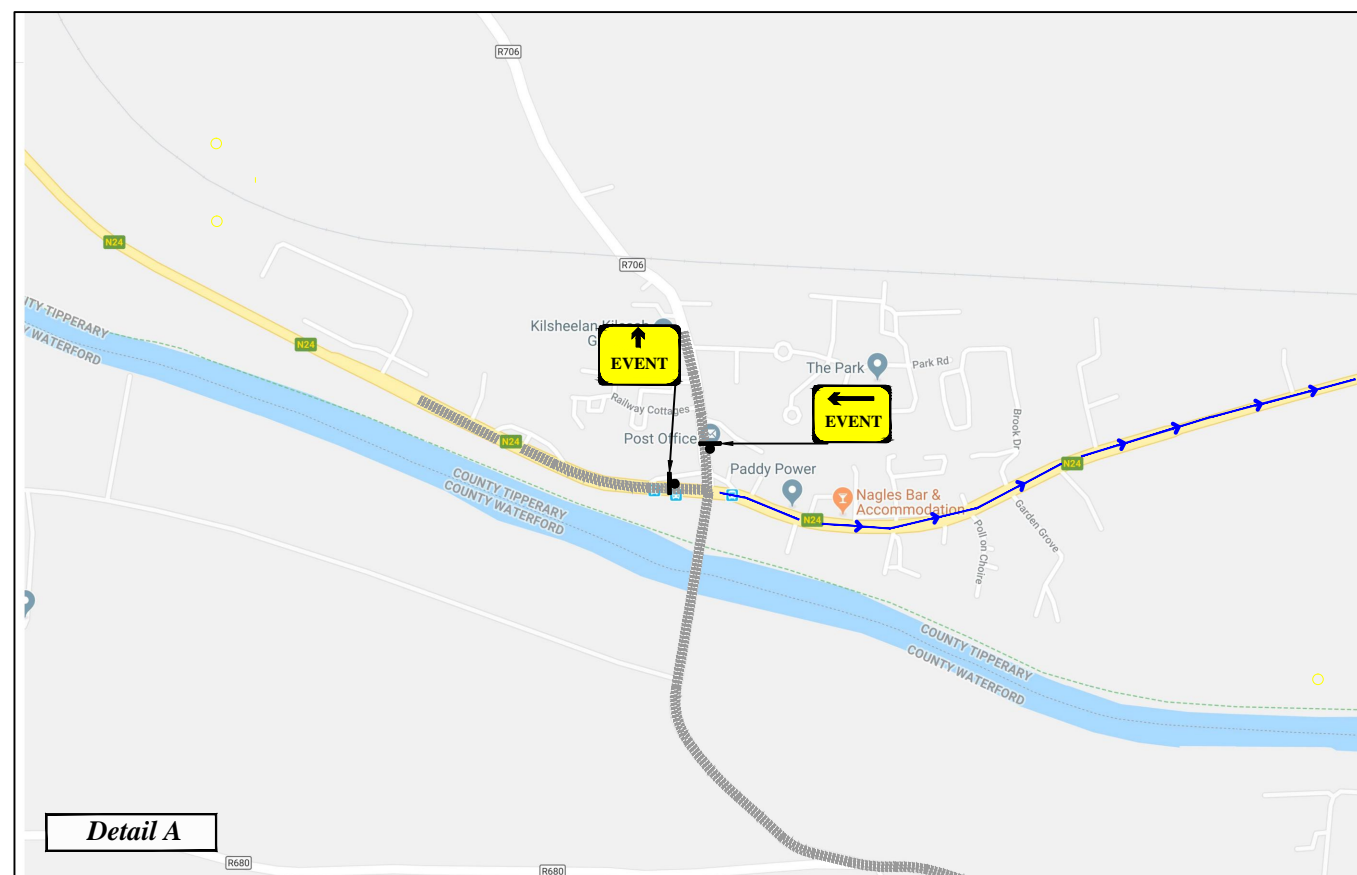 R706
N24
R706
N24
NTY TIPPERARY
Y WATERFORD
Kilsheelan
G
EVENT
The Park
Park Rd
EVENT
Railway Cottages
Post Office
Brook Dr
N24
N24
Paddy Power
COUNTY TIPPERARY
COUNTY WATERFORD
Nagles Bar &
Accommodation
N24
Garden Grove
Poll on Choire
COUNTY TIPPERARY
COUNTY WATERFORD
Detail A
R680
R680